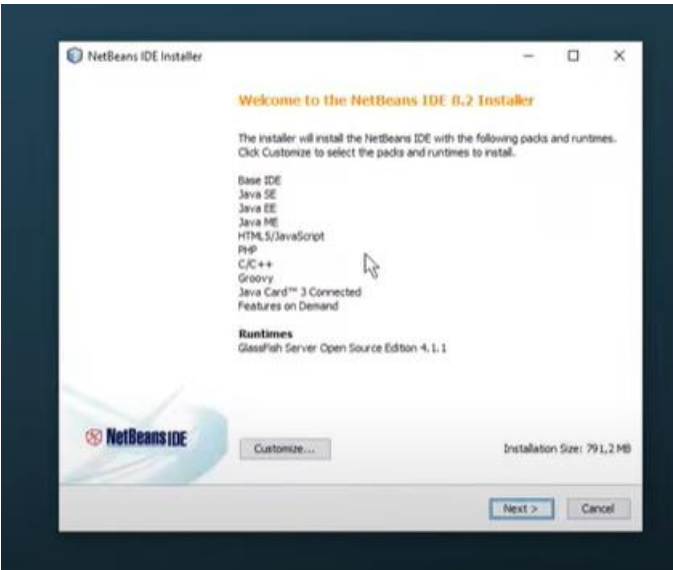 NetBeans IDE Installer
Welcome to the NetBeans IDE 8.2 Installer
The installer will install the NetBeans IDE with the following packs and runtimes.
Click Customize to select the packs and runtimes to install.
Base IDE
Java SE
Java EE
Java ME
HTML5/JavaScript
PHP
C/C++
Groovy
Java Card™ 3 Connected
Features on Demand
Runtimes
GlassFish Server Open Source Edition 4.1.1
NetBeans IDE
Customize...
Installation Size: 791,2 MB
Next >
Cancel